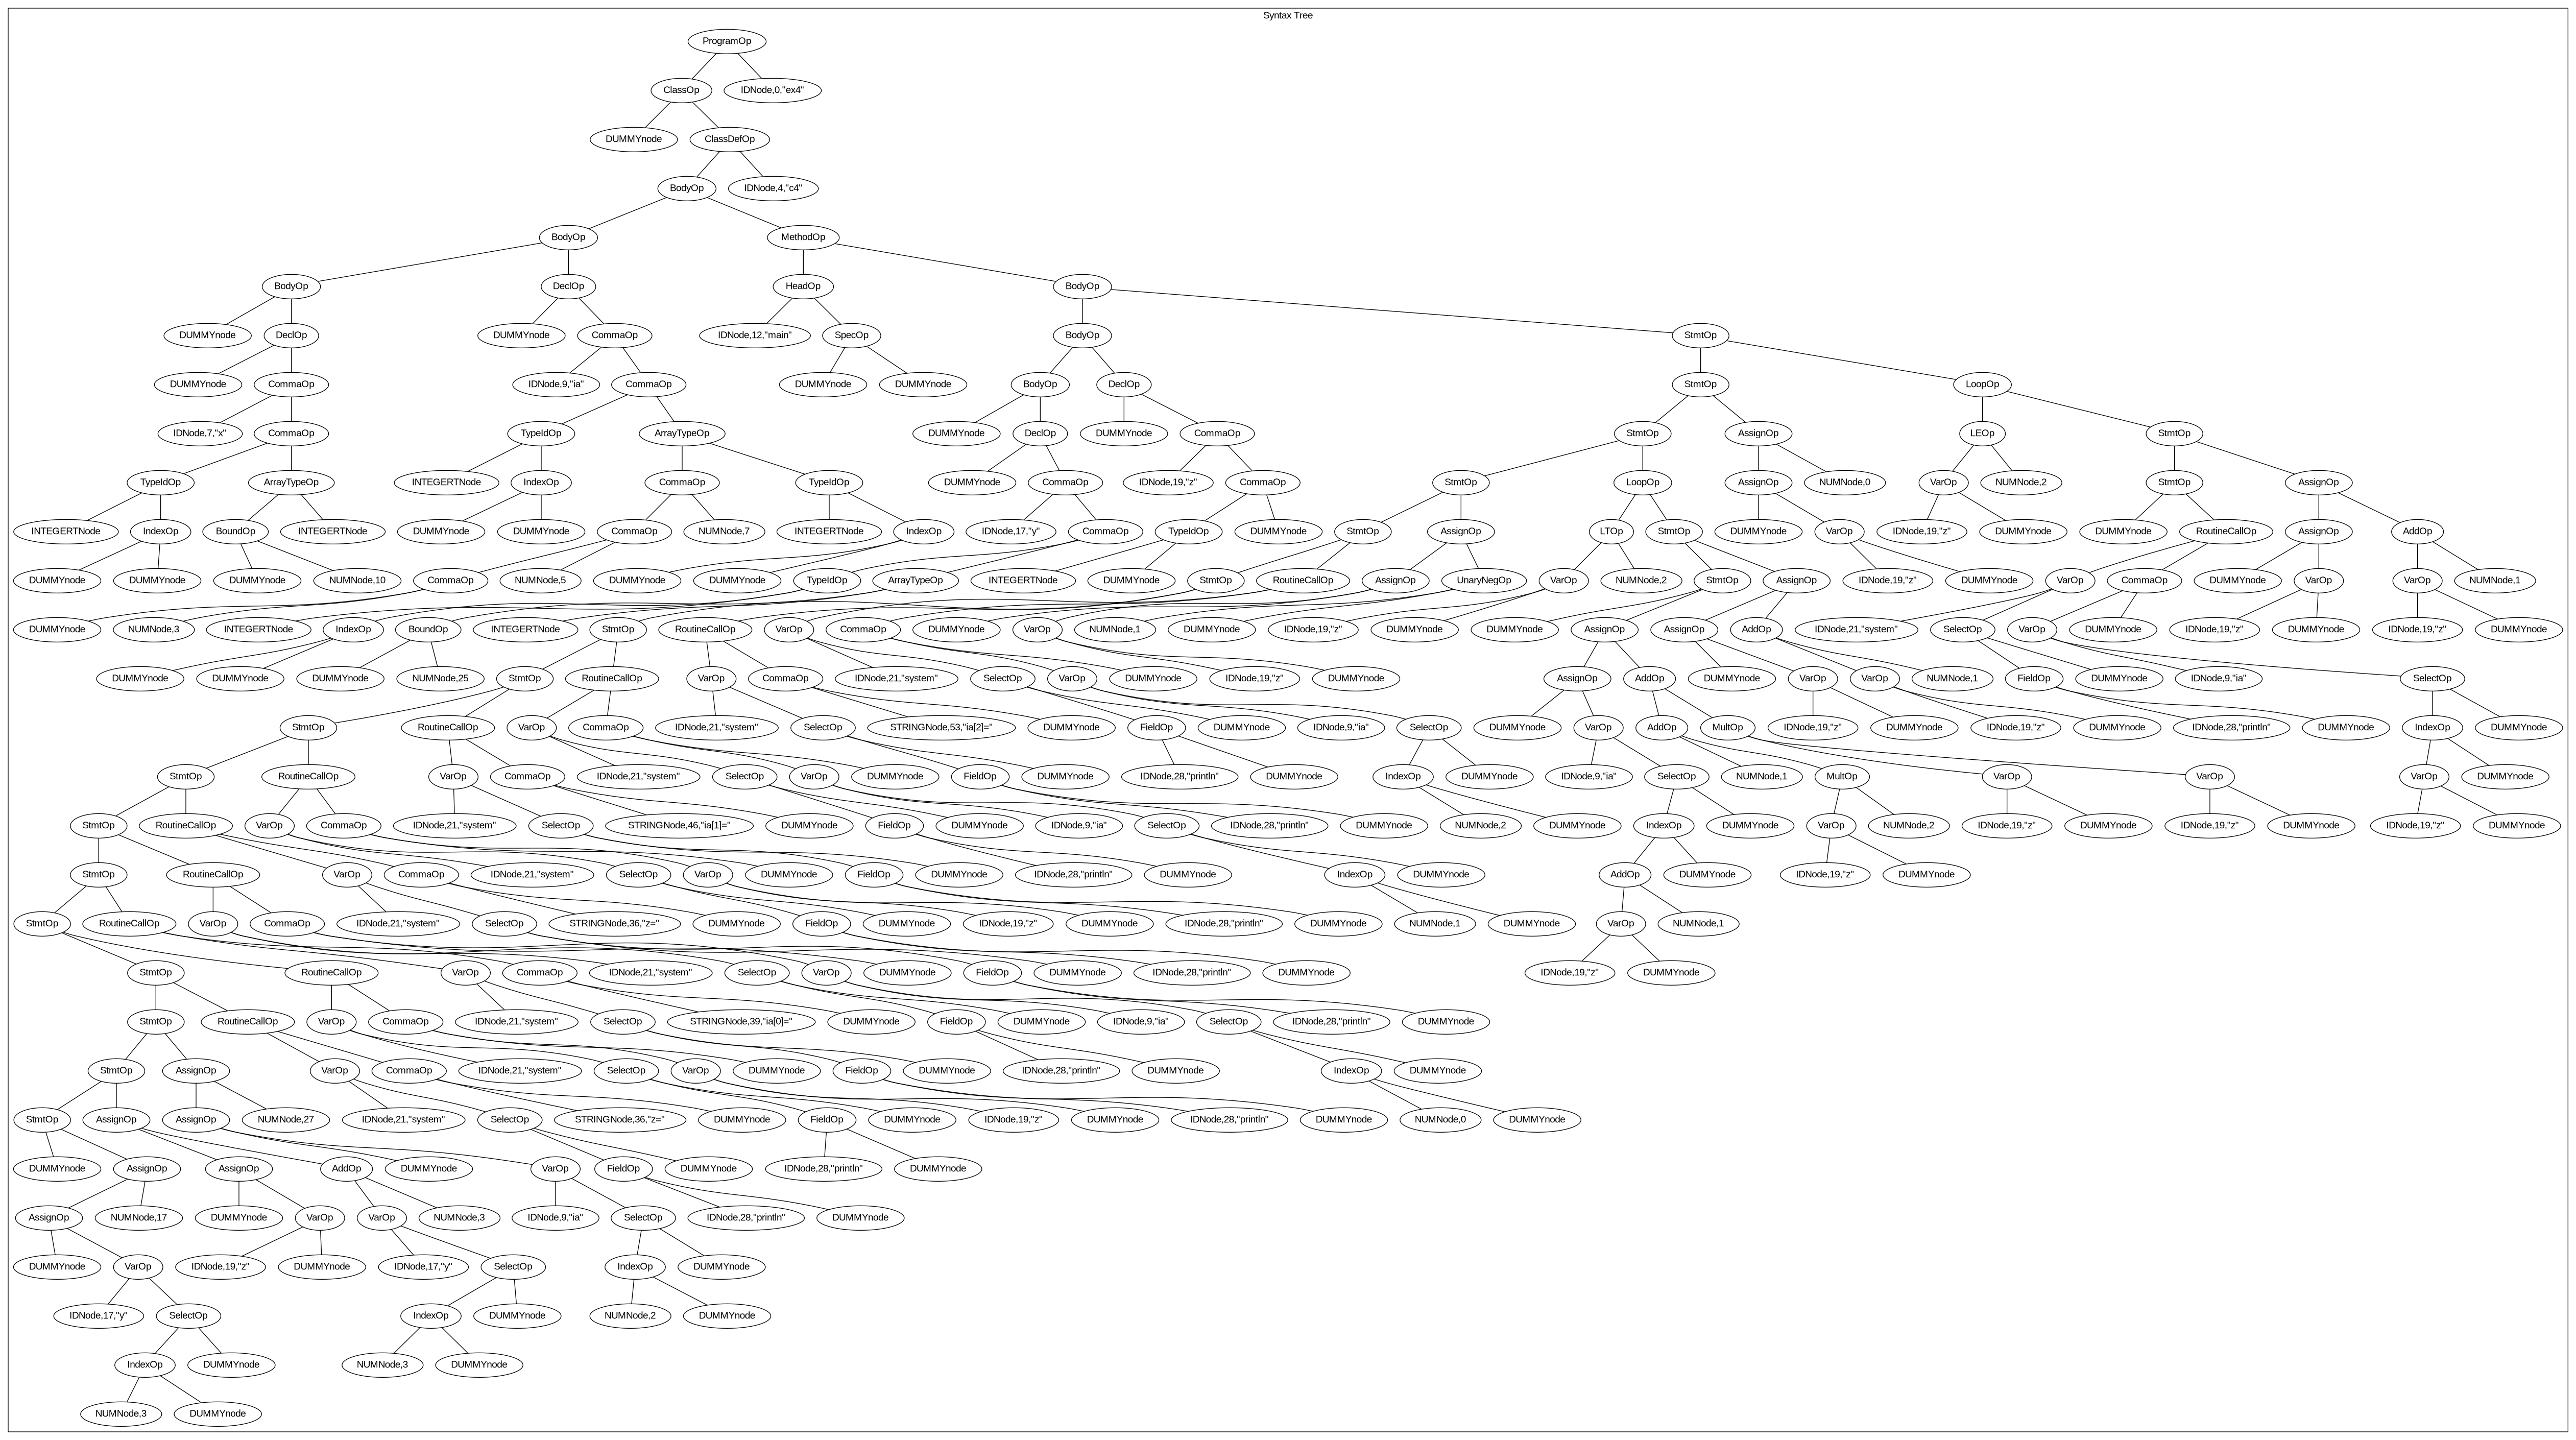 Syntax Tree
ProgramOp
ClassOp IDNode,0,"ex4"
DUMMYnode ClassDefOp
BodyOp IDNode,4,"c4"
BodyOp MethodOp
BodyOp DeclOp HeadOp BodyOp
DUMMYnode DeclOp DUMMYnode CommaOp IDNode,12,"main" SpecOp BodyOp StmtOp
DUMMYnode CommaOp IDNode,9,"ia" CommaOp DUMMYnode DUMMYnode BodyOp DeclOp StmtOp LoopOp
IDNode,7,"x" CommaOp TypeIdOp ArrayTypeOp DUMMYnode DeclOp DUMMYnode CommaOp StmtOp AssignOp LEOp StmtOp
TypeIdOp ArrayTypeOp INTEGERTNode IndexOp CommaOp TypeIdOp DUMMYnode CommaOp IDNode,19,"z" CommaOp StmtOp LoopOp AssignOp NUMNode,0 VarOp NUMNode,2 StmtOp AssignOp
INTEGERTNode IndexOp BoundOp INTEGERTNode DUMMYnode DUMMYnode CommaOp NUMNode,7 INTEGERTNode IndexOp IDNode,17,"y" CommaOp TypeIdOp DUMMYnode StmtOp AssignOp LTOp StmtOp DUMMYnode VarOp IDNode,19,"z" DUMMYnode DUMMYnode RoutineCallOp AssignOp AddOp
DUMMYnode DUMMYnode DUMMYnode NUMNode,10 CommaOp NUMNode,5 DUMMYnode DUMMYnode TypeIdOp ArrayTypeOp INTEGERTNode DUMMYnode StmtOp RoutineCallOp AssignOp UnaryNegOp VarOp NUMNode,2 StmtOp AssignOp IDNode,19,"z" DUMMYnode VarOp CommaOp DUMMYnode VarOp VarOp NUMNode,1
DUMMYnode NUMNode,3 INTEGERTNode IndexOp BoundOp INTEGERTNode StmtOp RoutineCallOp VarOp CommaOp DUMMYnode VarOp NUMNode,1 DUMMYnode IDNode,19,"z" DUMMYnode DUMMYnode AssignOp AssignOp AddOp IDNode,21,"system" SelectOp VarOp DUMMYnode IDNode,19,"z" DUMMYnode IDNode,19,"z" DUMMYnode
DUMMYnode DUMMYnode DUMMYnode NUMNode,25 StmtOp RoutineCallOp VarOp CommaOp IDNode,21,"system" SelectOp VarOp DUMMYnode IDNode,19,"z" DUMMYnode AssignOp AddOp DUMMYnode VarOp VarOp NUMNode,1 FieldOp DUMMYnode IDNode,9,"ia" SelectOp
StmtOp RoutineCallOp VarOp CommaOp IDNode,21,"system" SelectOp STRINGNode,53,"ia[2]=" DUMMYnode FieldOp DUMMYnode IDNode,9,"ia" SelectOp DUMMYnode VarOp AddOp MultOp IDNode,19,"z" DUMMYnode IDNode,19,"z" DUMMYnode IDNode,28,"println" DUMMYnode IndexOp DUMMYnode
StmtOp RoutineCallOp VarOp CommaOp IDNode,21,"system" SelectOp VarOp DUMMYnode FieldOp DUMMYnode IDNode,28,"println" DUMMYnode IndexOp DUMMYnode IDNode,9,"ia" SelectOp NUMNode,1 MultOp VarOp VarOp VarOp DUMMYnode
StmtOp RoutineCallOp VarOp CommaOp IDNode,21,"system" SelectOp STRINGNode,46,"ia[1]=" DUMMYnode FieldOp DUMMYnode IDNode,9,"ia" SelectOp IDNode,28,"println" DUMMYnode NUMNode,2 DUMMYnode IndexOp DUMMYnode VarOp NUMNode,2 IDNode,19,"z" DUMMYnode IDNode,19,"z" DUMMYnode IDNode,19,"z" DUMMYnode
StmtOp RoutineCallOp VarOp CommaOp IDNode,21,"system" SelectOp VarOp DUMMYnode FieldOp DUMMYnode IDNode,28,"println" DUMMYnode IndexOp DUMMYnode AddOp DUMMYnode IDNode,19,"z" DUMMYnode
StmtOp RoutineCallOp VarOp CommaOp IDNode,21,"system" SelectOp STRINGNode,36,"z=" DUMMYnode FieldOp DUMMYnode IDNode,19,"z" DUMMYnode IDNode,28,"println" DUMMYnode NUMNode,1 DUMMYnode VarOp NUMNode,1
StmtOp RoutineCallOp VarOp CommaOp IDNode,21,"system" SelectOp VarOp DUMMYnode FieldOp DUMMYnode IDNode,28,"println" DUMMYnode IDNode,19,"z" DUMMYnode
StmtOp RoutineCallOp VarOp CommaOp IDNode,21,"system" SelectOp STRINGNode,39,"ia[0]=" DUMMYnode FieldOp DUMMYnode IDNode,9,"ia" SelectOp IDNode,28,"println" DUMMYnode
StmtOp AssignOp VarOp CommaOp IDNode,21,"system" SelectOp VarOp DUMMYnode FieldOp DUMMYnode IDNode,28,"println" DUMMYnode IndexOp DUMMYnode
StmtOp AssignOp AssignOp NUMNode,27 IDNode,21,"system" SelectOp STRINGNode,36,"z=" DUMMYnode FieldOp DUMMYnode IDNode,19,"z" DUMMYnode IDNode,28,"println" DUMMYnode NUMNode,0 DUMMYnode
DUMMYnode AssignOp AssignOp AddOp DUMMYnode VarOp FieldOp DUMMYnode IDNode,28,"println" DUMMYnode
AssignOp NUMNode,17 DUMMYnode VarOp VarOp NUMNode,3 IDNode,9,"ia" SelectOp IDNode,28,"println" DUMMYnode
DUMMYnode VarOp IDNode,19,"z" DUMMYnode IDNode,17,"y" SelectOp IndexOp DUMMYnode
IDNode,17,"y" SelectOp IndexOp DUMMYnode NUMNode,2 DUMMYnode
IndexOp DUMMYnode NUMNode,3 DUMMYnode
NUMNode,3 DUMMYnode